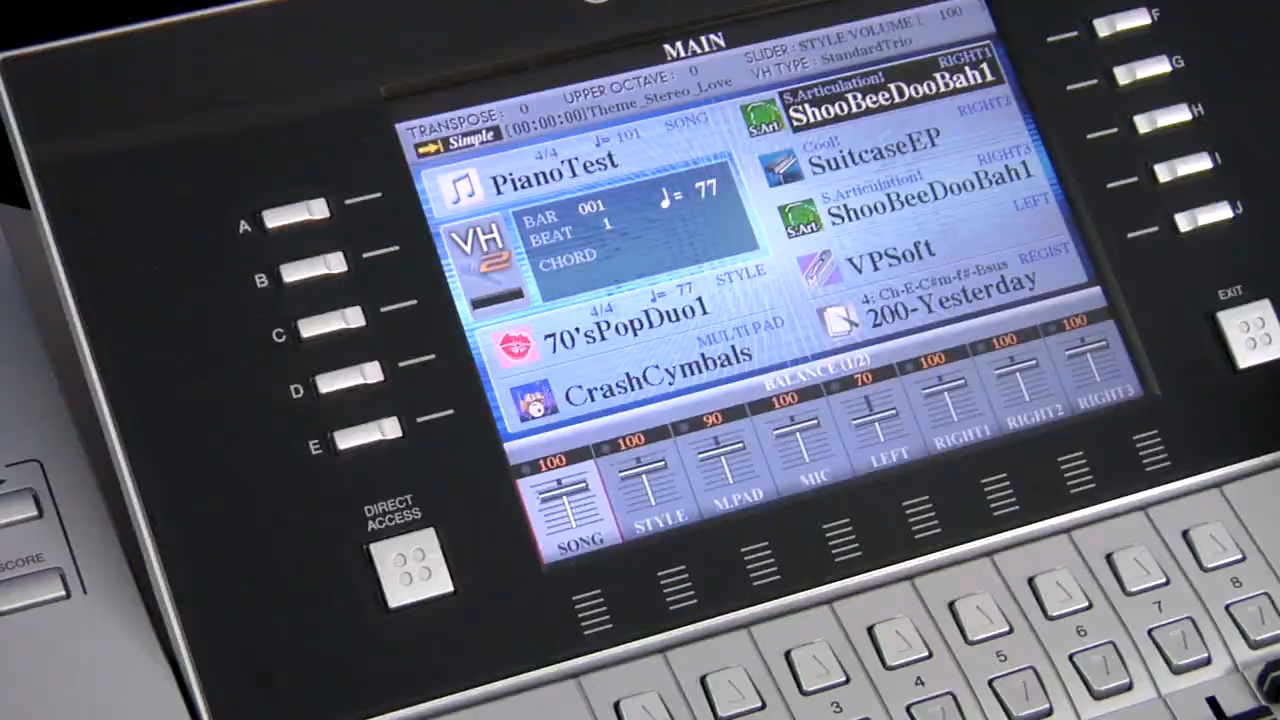 MAIN
TRANSPOSE: 0 UPPER OCTAVE: 0 SLIDER: STYLE VOLUME [ 100
Simple [00:00:00]Theme_Stereo_Love VH TYPE: StandardTrio
4/4 ♩= 101 SONG
PianoTest
VH
2
BAR 001 ♩= 77
BEAT 1
CHORD
STYLE
4/4 ♩= 77
70'sPopDuo1
MULTI PAD
CrashCymbals
RIGHT1
S.Articulation!
S.Art ShooBeeDooBah1
RIGHT2
Cool!
SuitcaseEP
RIGHT3
S.Articulation!
S.Art ShooBeeDooBah1
LEFT
VPSoft
REGIST
4: Ch-E-C#m-f#-Bsus
200-Yesterday
BALANCE (1/2)
100 100 90 100 70 100 100 100
SONG STYLE M.PAD MIC LEFT RIGHT1 RIGHT2 RIGHT3
A
B
C
D
E
F
G
H
I
J
EXIT
DIRECT
ACCESS
SCORE
3 4 5 6 7 8